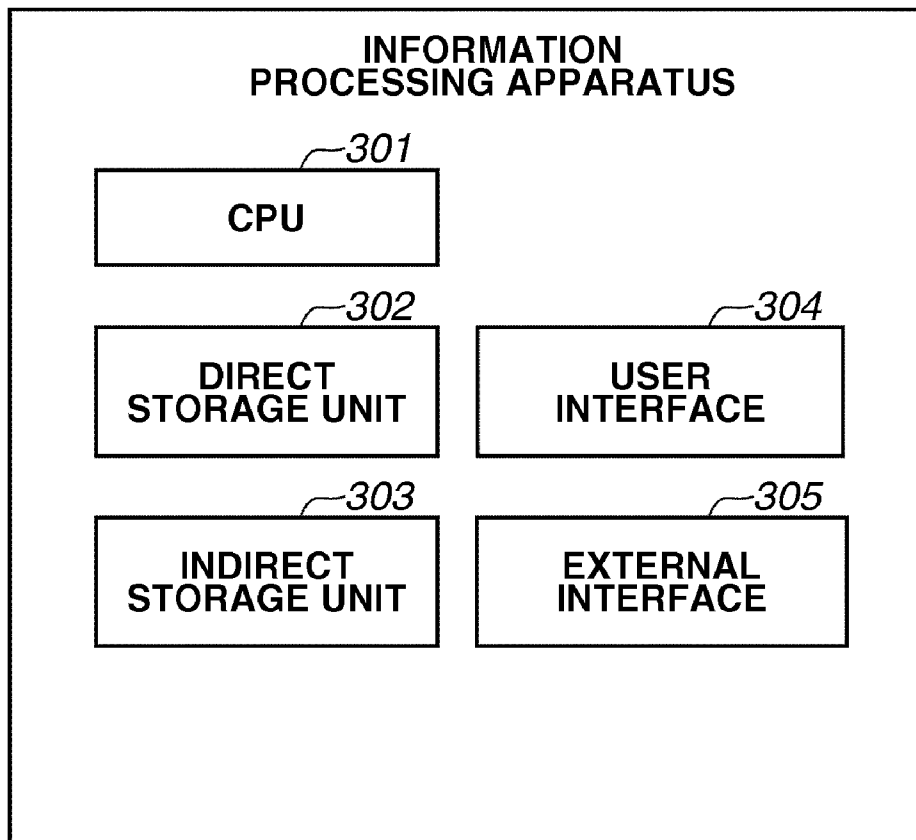 INFORMATION
PROCESSING APPARATUS
301
CPU
302
DIRECT
STORAGE UNIT
304
USER
INTERFACE
303
INDIRECT
STORAGE UNIT
305
EXTERNAL
INTERFACE